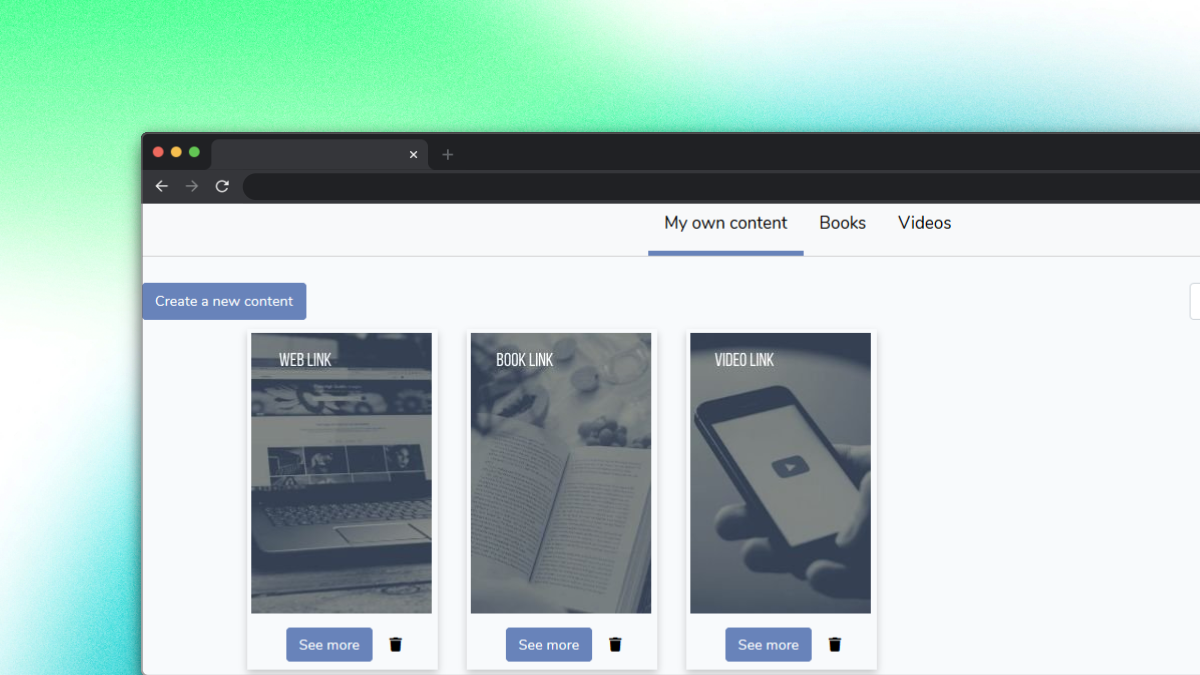 My own content Books Videos
Create a new content
WEB LINK BOOK LINK VIDEO LINK
See more See more See more